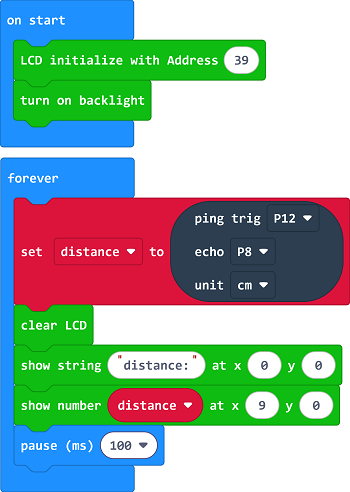 on start
LCD initialize with Address 39
turn on backlight
forever
ping trig P12
set distance to echo P8
unit cm
clear LCD
show string "distance:" at x 0 y 0
show number distance at x 9 y 0
pause (ms) 100